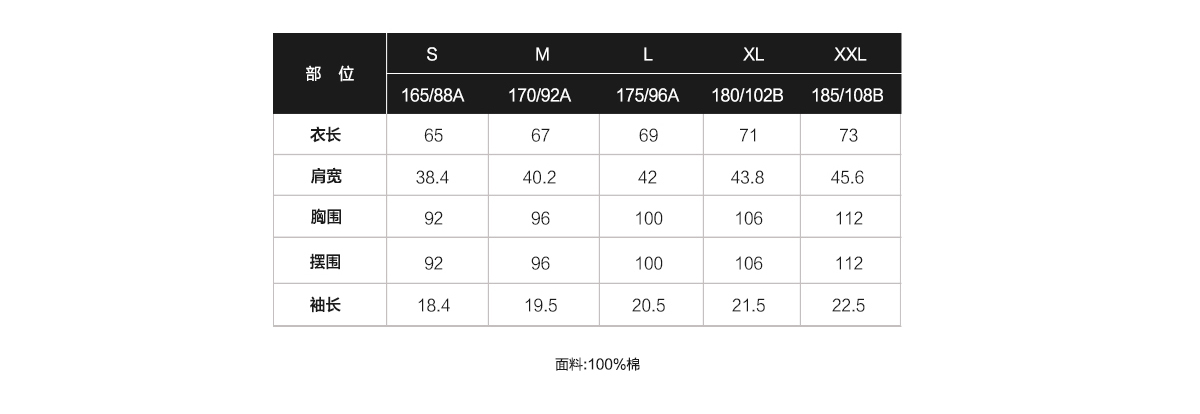 部 位 S M L XL XXL
165/88A 170/92A 175/96A 180/102B 185/108B
衣长 65 67 69 71 73
肩宽 38.4 40.2 42 43.8 45.6
胸围 92 96 100 106 112
摆围 92 96 100 106 112
袖长 18.4 19.5 20.5 21.5 22.5
面料:100%棉